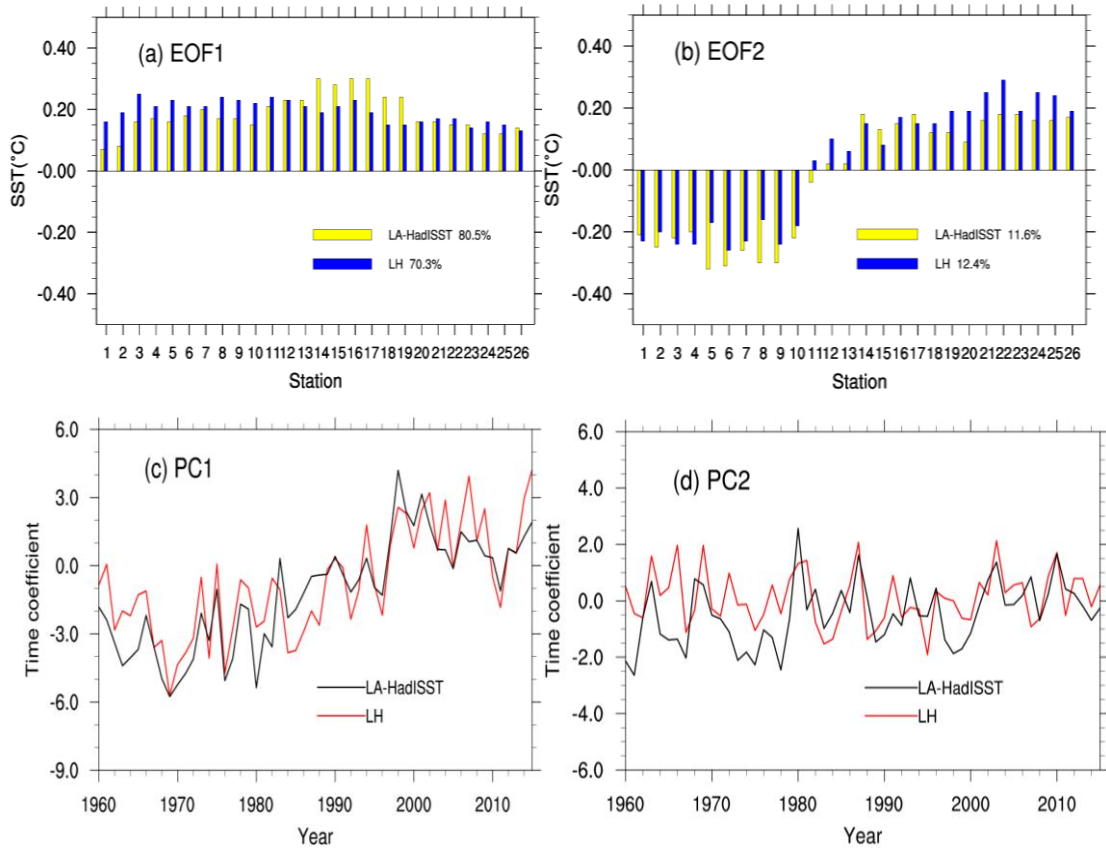 (a) EOF1
SST(°C)
0.40
0.20
-0.00
-0.20
-0.40
LA-HadISST 80.5%
LH 70.3%
1 2 3 4 5 6 7 8 9 10 11 12 13 14 15 16 17 18 19 20 21 22 23 24 25 26
Station
(b) EOF2
SST(°C)
0.40
0.20
-0.00
-0.20
-0.40
LA-HadISST 11.6%
LH 12.4%
1 2 3 4 5 6 7 8 9 10 11 12 13 14 15 16 17 18 19 20 21 22 23 24 25 26
Station
(c) PC1
Time coefficient
6.0
3.0
0.0
-3.0
-6.0
-9.0
LA-HadISST
LH
1960 1970 1980 1990 2000 2010
Year
(d) PC2
Time coefficient
6.0
4.0
2.0
0.0
-2.0
-4.0
-6.0
LA-HadISST
LH
1960 1970 1980 1990 2000 2010
Year